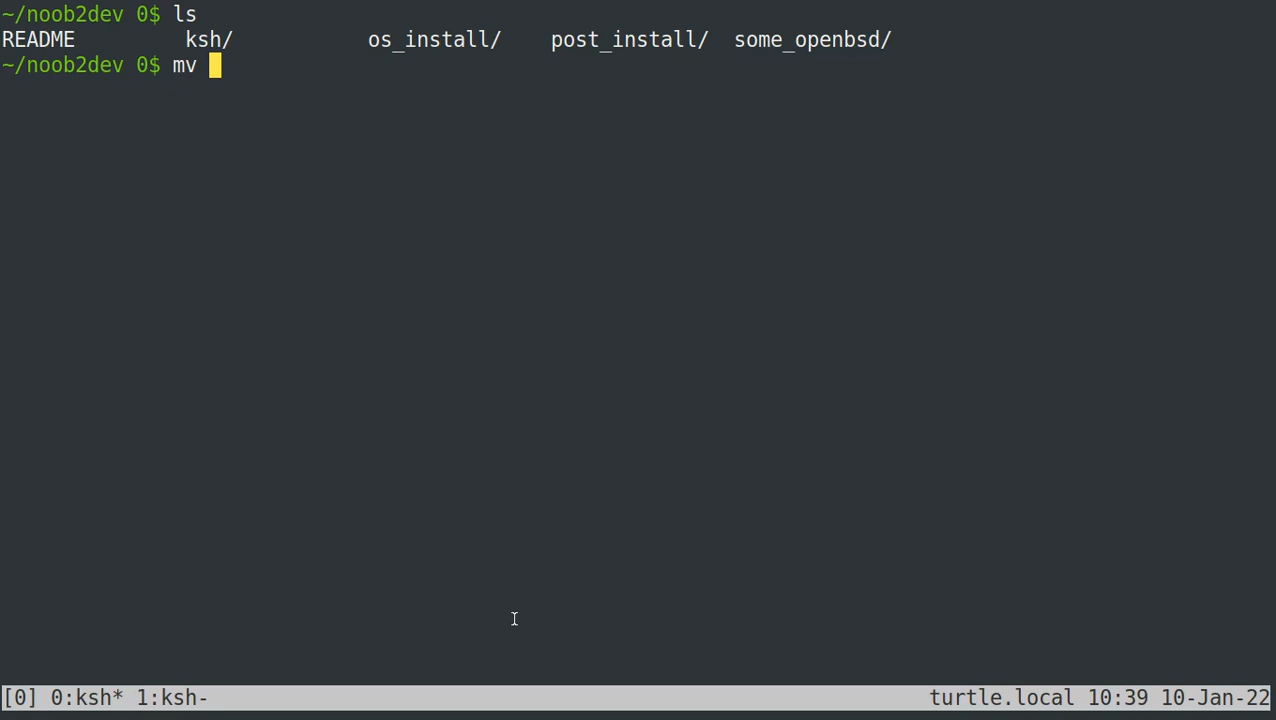 ~/noob2dev 0$ ls
README ksh/ os_install/ post_install/ some_openbsd/
~/noob2dev 0$ mv
[0] 0:ksh* 1:ksh- turtle.local 10:39 10-Jan-22